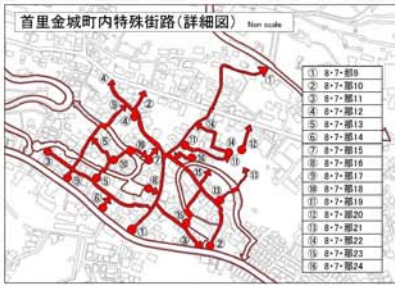 首里金城町内特殊街路(詳細図) Non scale
① 8・7・那9
② 8・7・那10
③ 8・7・那11
④ 8・7・那12
⑤ 8・7・那13
⑥ 8・7・那14
⑦ 8・7・那15
⑧ 8・7・那16
⑨ 8・7・那17
⑩ 8・7・那18
⑪ 8・7・那19
⑫ 8・7・那20
⑬ 8・7・那21
⑭ 8・7・那22
⑮ 8・7・那23
⑯ 8・7・那24